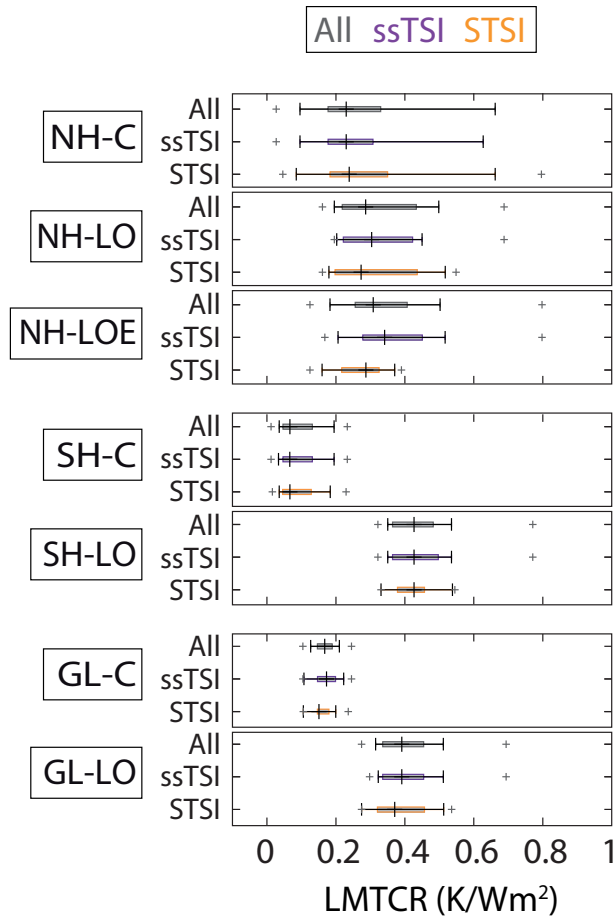 All ssTSI STSI
NH-C
All
ssTSI
STSI
NH-LO
All
ssTSI
STSI
NH-LOE
All
ssTSI
STSI
SH-C
All
ssTSI
STSI
SH-LO
All
ssTSI
STSI
GL-C
All
ssTSI
STSI
GL-LO
All
ssTSI
STSI
0 0.2 0.4 0.6 0.8 1
LMTCR (K/Wm²)